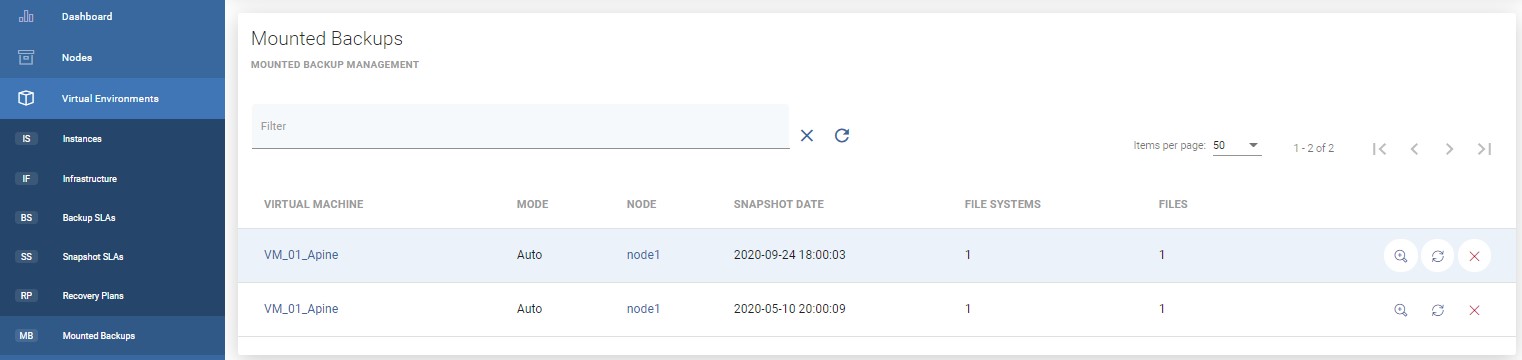 Dashboard
Nodes
Virtual Environments
IS Instances
IF Infrastructure
BS Backup SLAs
SS Snapshot SLAs
RP Recovery Plans
MB Mounted Backups
Mounted Backups
MOUNTED BACKUP MANAGEMENT
Filter
Items per page: 50 1 - 2 of 2
VIRTUAL MACHINE MODE NODE SNAPSHOT DATE FILE SYSTEMS FILES
VM_01_Apine Auto node1 2020-09-24 18:00:03 1 1
VM_01_Apine Auto node1 2020-05-10 20:00:09 1 1